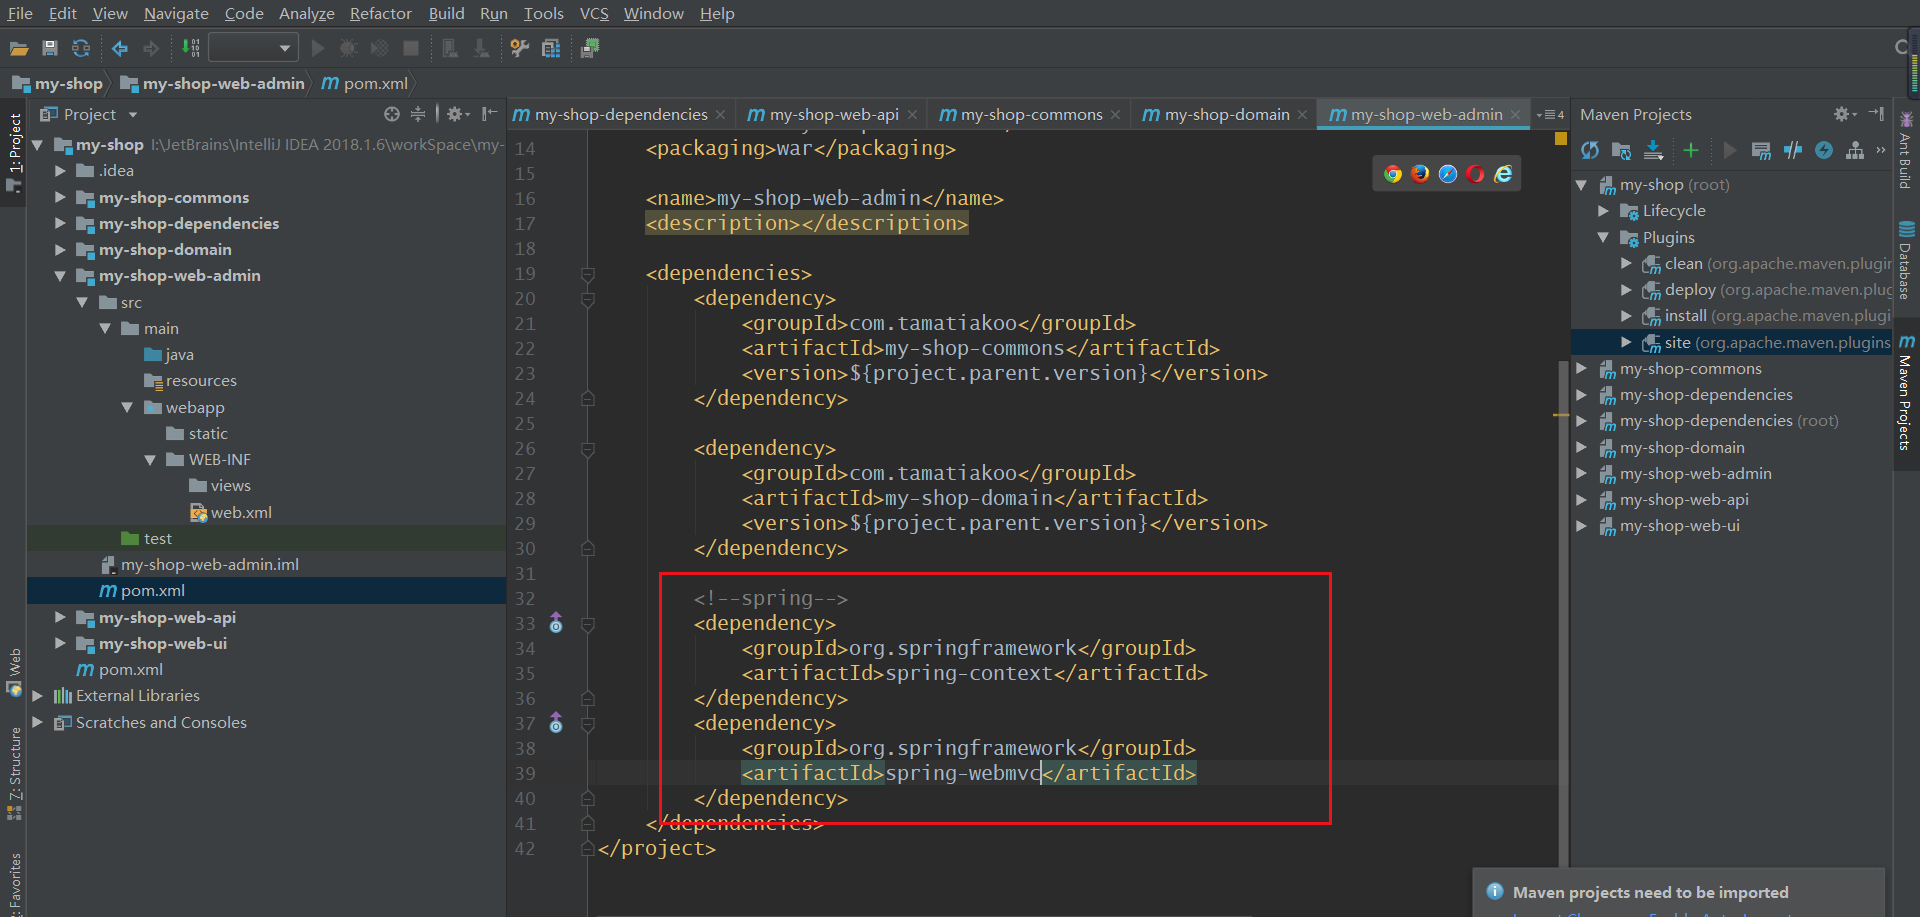 File Edit View Navigate Code Analyze Refactor Build Run Tools VCS Window Help
my-shop my-shop-web-admin pom.xml
1: Project
Z: Structure
Web
Favorites
Project
my-shop I:\JetBrains\IntelliJ IDEA 2018.1.6\workSpace\my-
.idea
my-shop-commons
my-shop-dependencies
my-shop-domain
my-shop-web-admin
src
main
java
resources
webapp
static
WEB-INF
views
web.xml
test
my-shop-web-admin.iml
pom.xml
my-shop-web-api
my-shop-web-ui
pom.xml
External Libraries
Scratches and Consoles
my-shop-dependencies my-shop-web-api my-shop-commons my-shop-domain my-shop-web-admin 4
14 <packaging>war</packaging>
15
16 <name>my-shop-web-admin</name>
17 <description></description>
18
19 <dependencies>
20 <dependency>
21 <groupId>com.tamatiakoo</groupId>
22 <artifactId>my-shop-commons</artifactId>
23 <version>${project.parent.version}</version>
24 </dependency>
25
26 <dependency>
27 <groupId>com.tamatiakoo</groupId>
28 <artifactId>my-shop-domain</artifactId>
29 <version>${project.parent.version}</version>
30 </dependency>
31
32 <!--spring-->
33 <dependency>
34 <groupId>org.springframework</groupId>
35 <artifactId>spring-context</artifactId>
36 </dependency>
37 <dependency>
38 <groupId>org.springframework</groupId>
39 <artifactId>spring-webmvc</artifactId>
40 </dependency>
41 </dependencies>
42 </project>
Maven Projects
my-shop (root)
Lifecycle
Plugins
clean (org.apache.maven.plugin
deploy (org.apache.maven.plug
install (org.apache.maven.plugi
site (org.apache.maven.plugins
my-shop-commons
my-shop-dependencies
my-shop-dependencies (root)
my-shop-domain
my-shop-web-admin
my-shop-web-api
my-shop-web-ui
Ant Build
Database
Maven Projects
Maven projects need to be imported